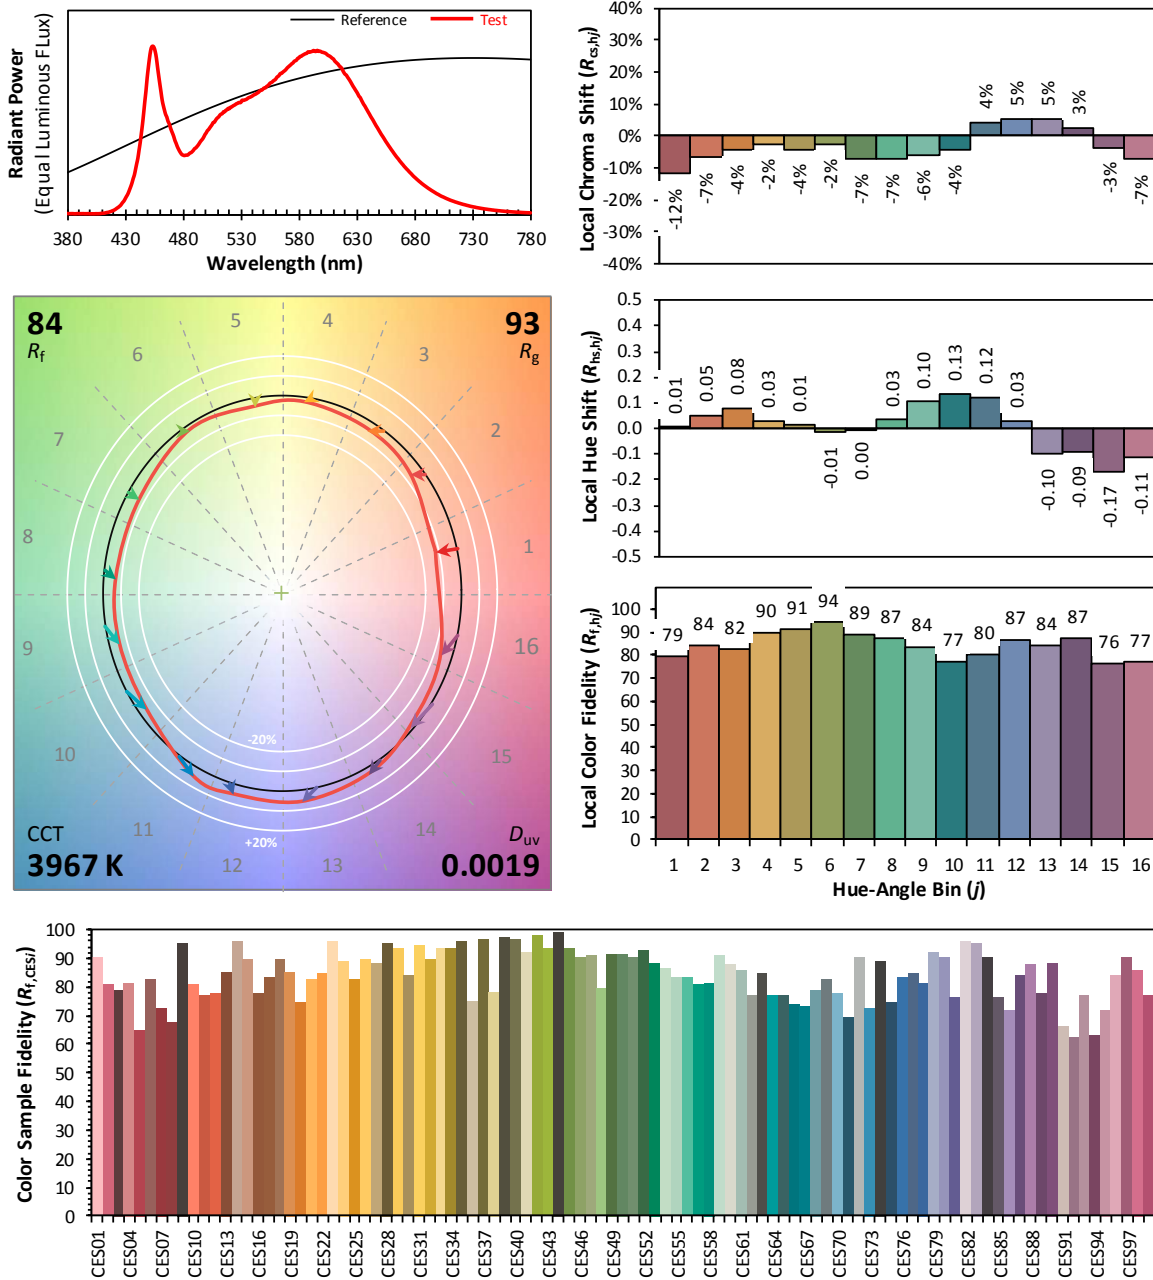 Reference
Test
Radiant Power
(Equal Luminous Flux)
380 430 480 530 580 630 680 730 780
Wavelength (nm)
Local Chroma Shift (Rcs,hj)
40%
30%
20%
10%
0%
-10%
-20%
-30%
-40%
-12% -7% -4% -2% -4% -2% -7% -7% -6% -4% 4% 5% 5% 3% -3% -7%
84
Rf
93
Rg
5 4
6 3
7 2
8 1
9 16
10 15
11 14
12 13
-20%
+20%
CCT
3967 K
Duv
0.0019
Local Hue Shift (Rhs,hj)
0.5
0.4
0.3
0.2
0.1
0.0
-0.1
-0.2
-0.3
-0.4
-0.5
0.01 0.05 0.08 0.03 0.01 -0.01 0.00 0.03 0.10 0.13 0.12 0.03 -0.10 -0.09 -0.17 -0.11
Local Color Fidelity (Rf,hj)
100
90
80
70
60
50
40
30
20
10
0
79 84 82 90 91 94 89 87 84 77 80 87 84 87 76 77
1 2 3 4 5 6 7 8 9 10 11 12 13 14 15 16
Hue-Angle Bin (j)
Color Sample Fidelity (Rf,CESi)
100
90
80
70
60
50
40
30
20
10
0
CES01 CES04 CES07 CES10 CES13 CES16 CES19 CES22 CES25 CES28 CES31 CES34 CES37 CES40 CES43 CES46 CES49 CES52 CES55 CES58 CES61 CES64 CES67 CES70 CES73 CES76 CES79 CES82 CES85 CES88 CES91 CES94 CES97